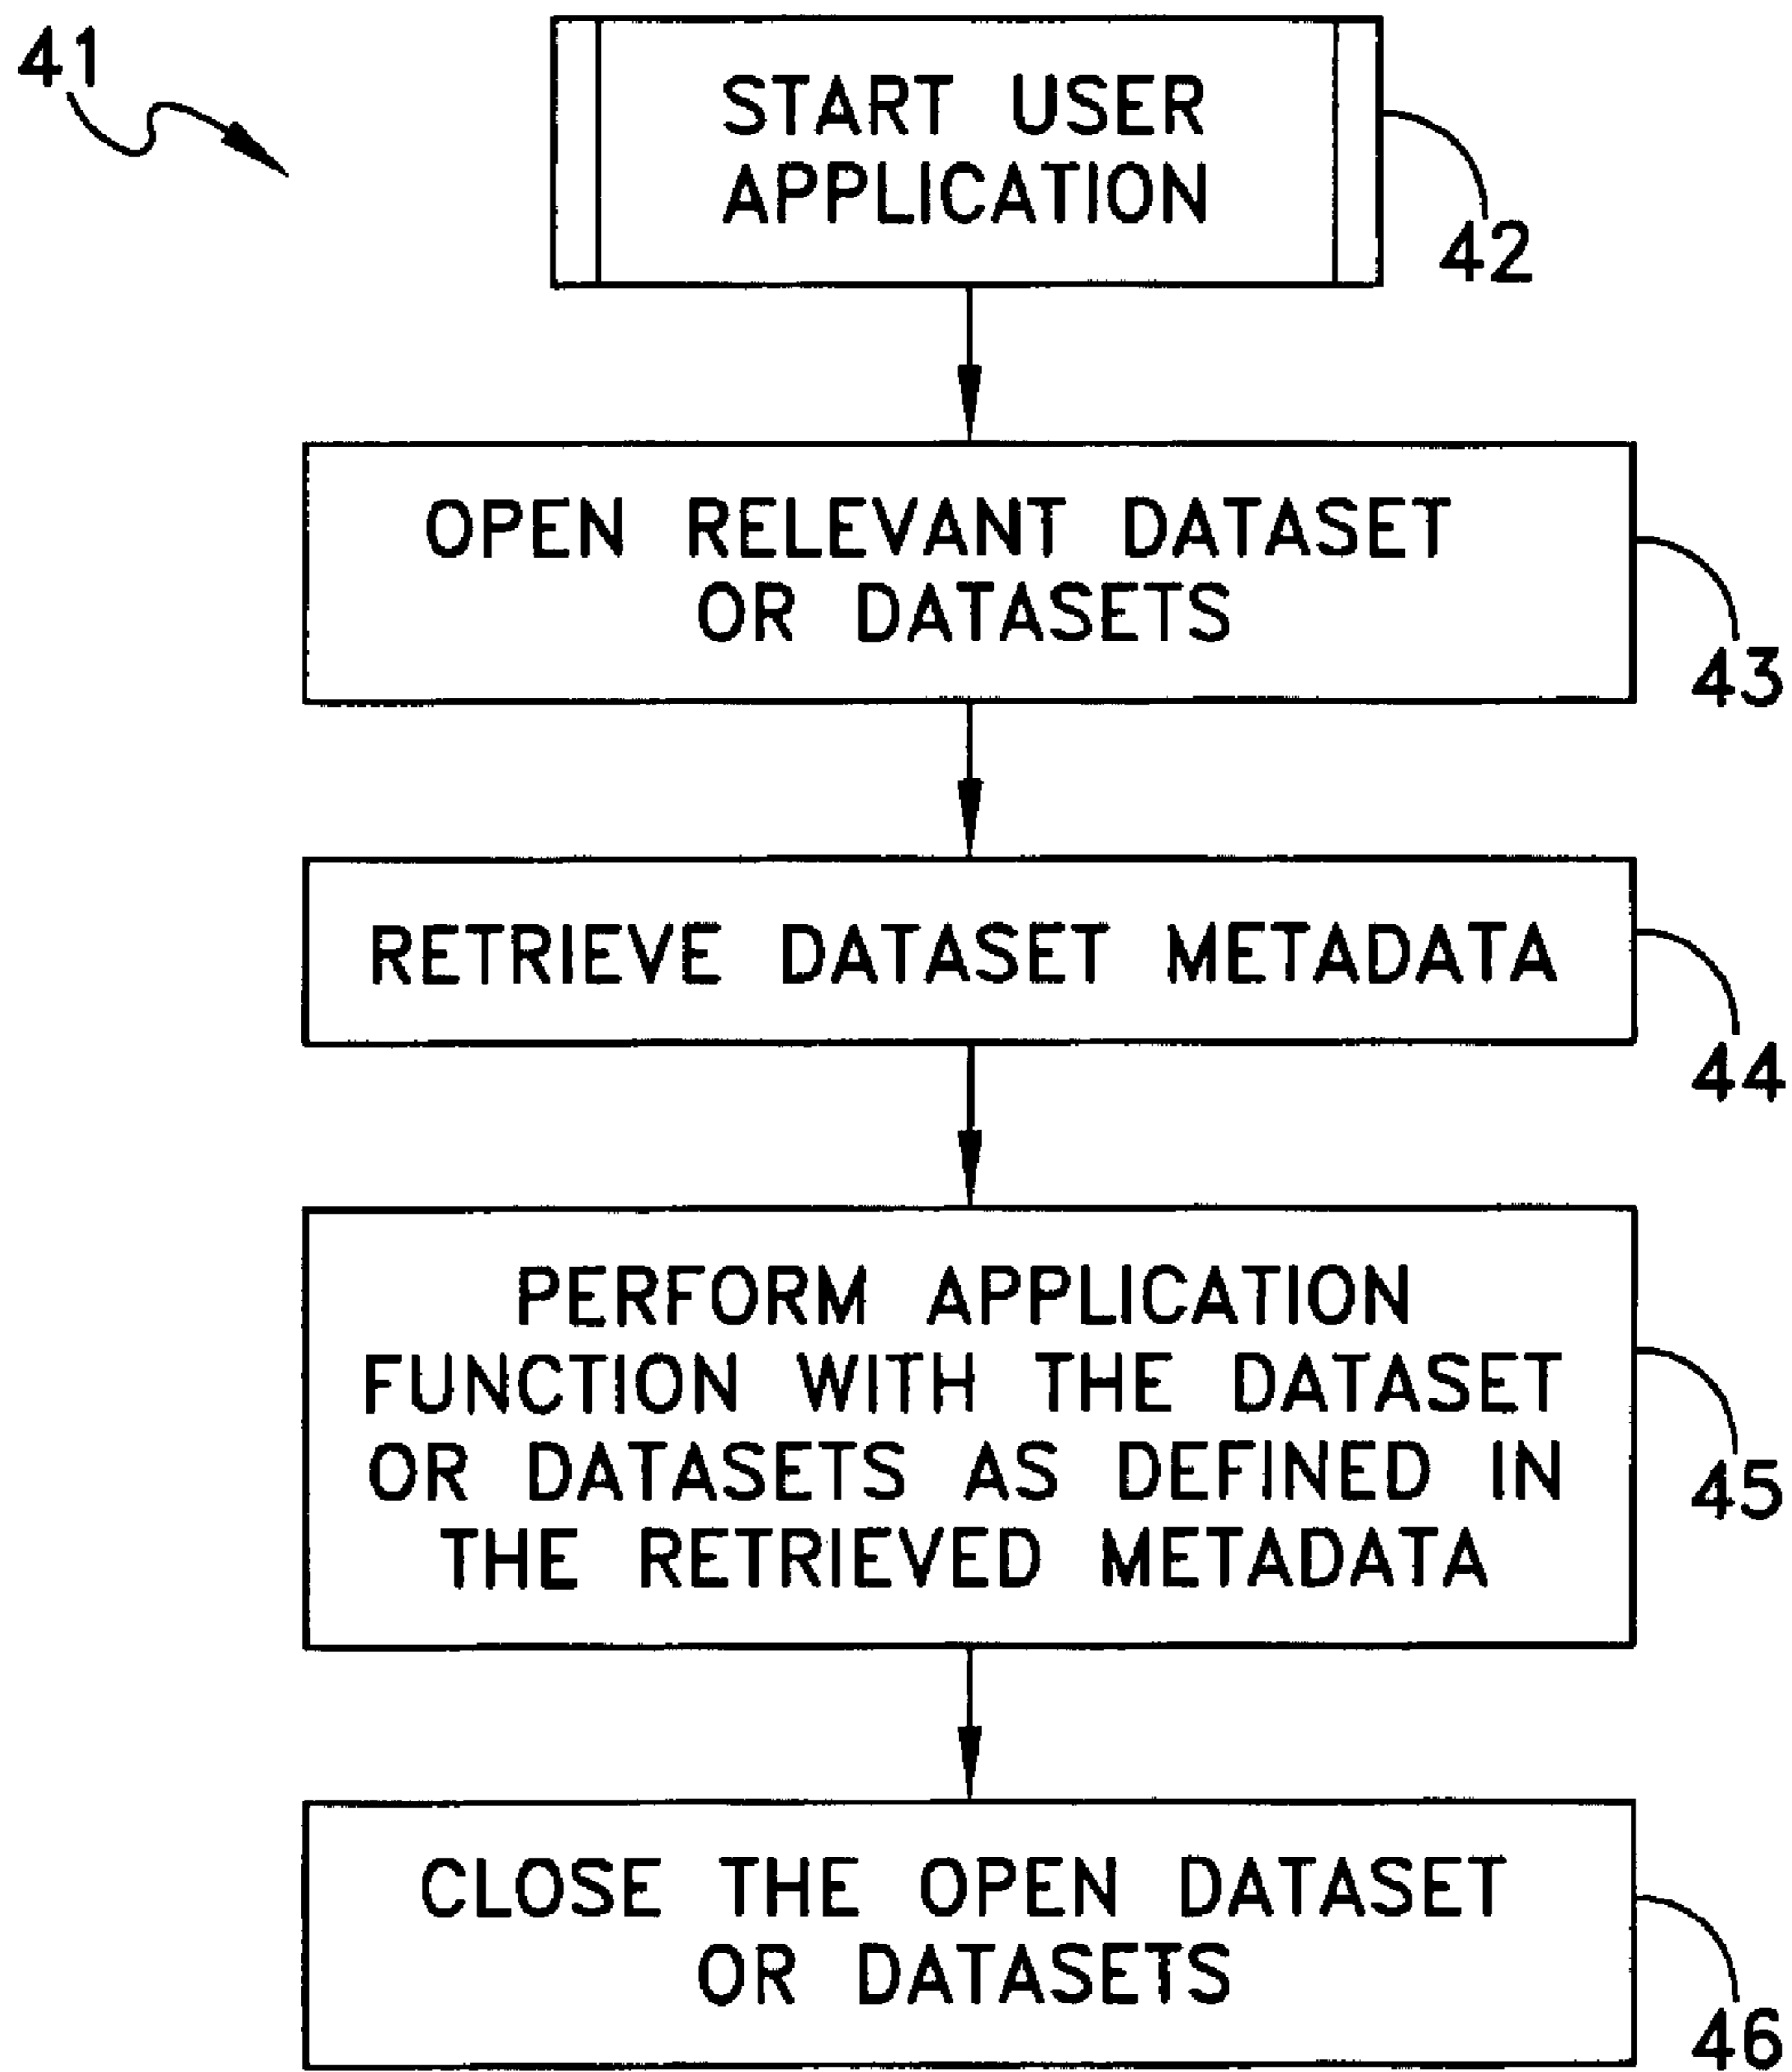 41
START USER
APPLICATION
42
OPEN RELEVANT DATASET
OR DATASETS
43
RETRIEVE DATASET METADATA
44
PERFORM APPLICATION
FUNCTION WITH THE DATASET
OR DATASETS AS DEFINED IN
THE RETRIEVED METADATA
45
CLOSE THE OPEN DATASET
OR DATASETS
46